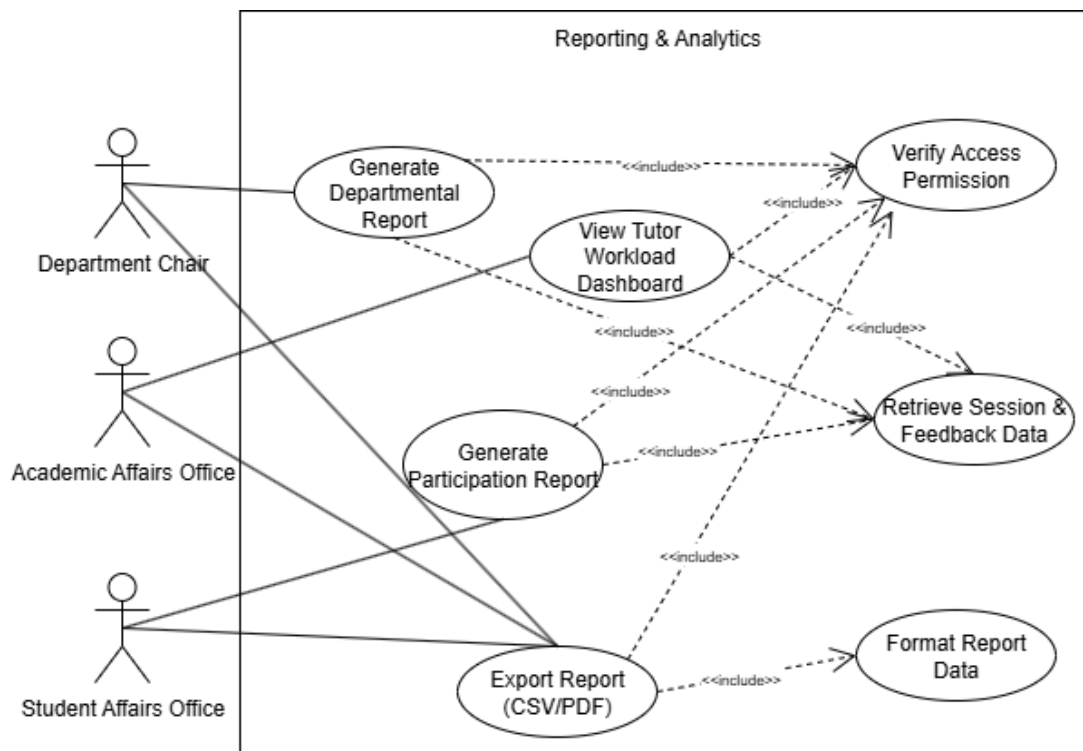 Reporting & Analytics
Department Chair
Academic Affairs Office
Student Affairs Office
Generate
Departmental
Report
View Tutor
Workload
Dashboard
Generate
Participation Report
Export Report
(CSV/PDF)
Verify Access
Permission
Retrieve Session &
Feedback Data
Format Report
Data
<<include>>
<<include>>
<<include>>
<<include>>
<<include>>
<<include>>
<<include>>
<<include>>